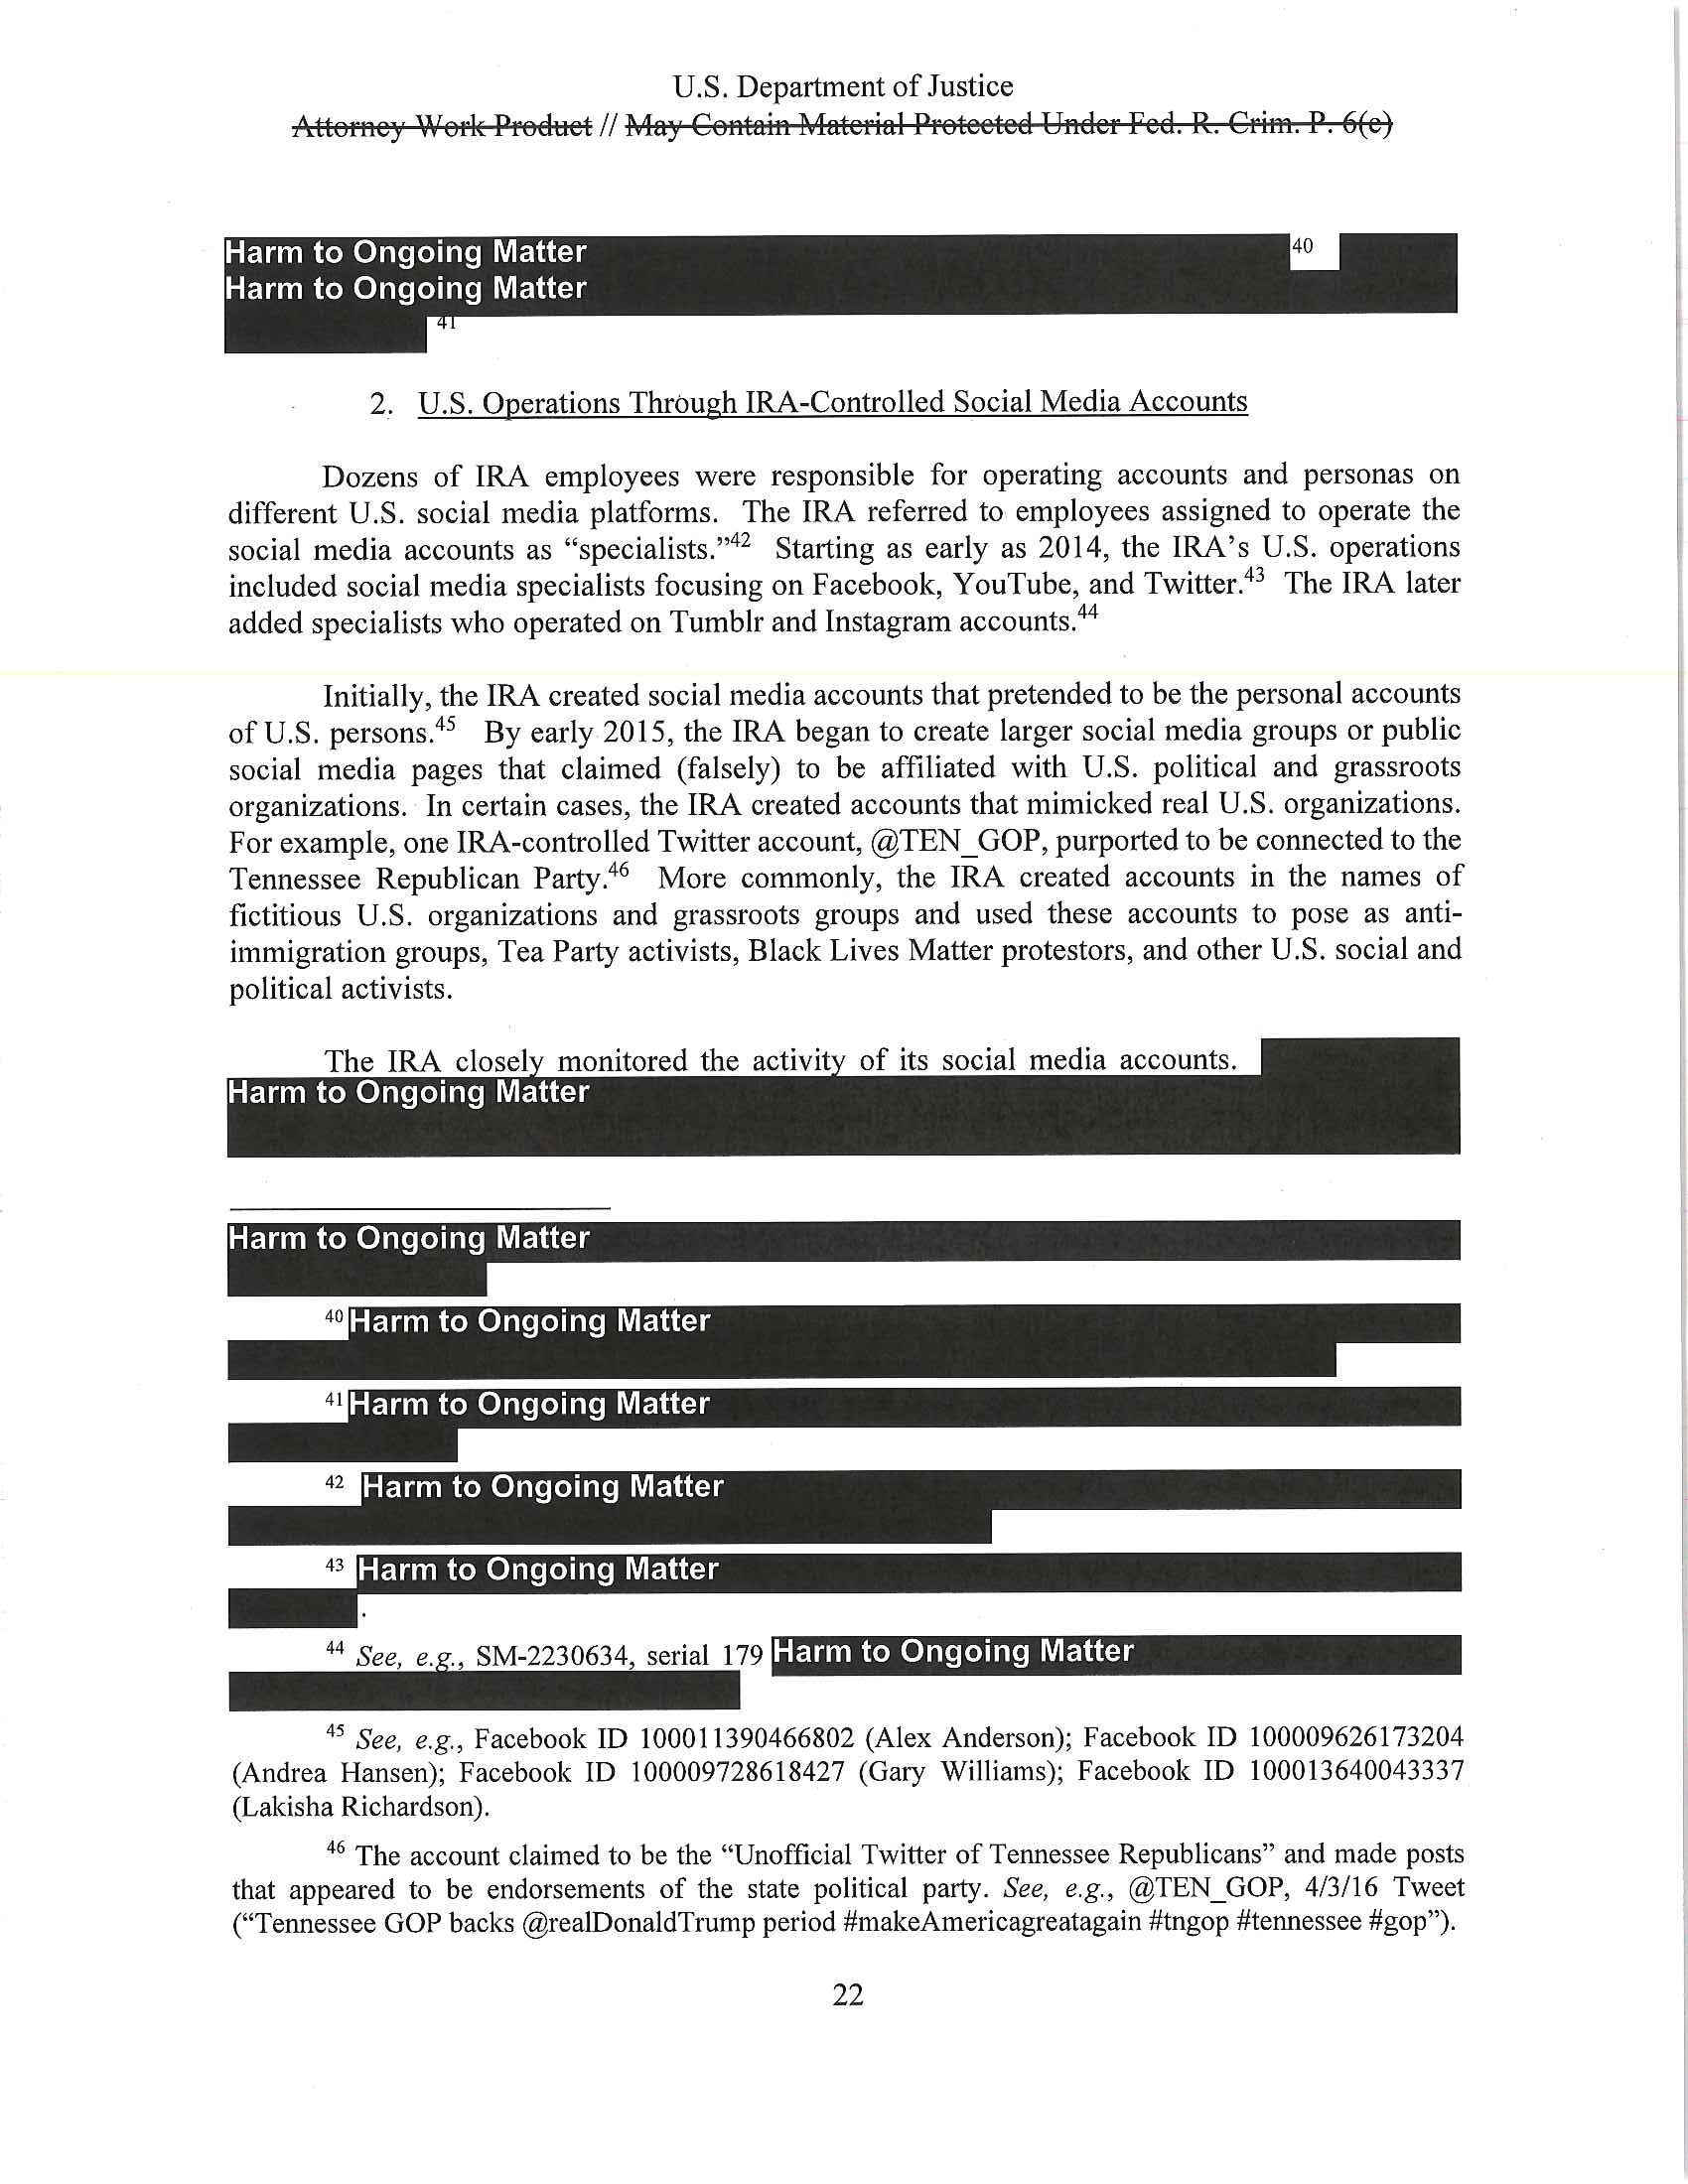 U.S. Department of Justice
Attorney Work Product // May Contain Material Protected Under Fed. R. Crim. P. 6(e)
Harm to Ongoing Matter 40
Harm to Ongoing Matter
41
2. U.S. Operations Through IRA-Controlled Social Media Accounts
Dozens of IRA employees were responsible for operating accounts and personas on
different U.S. social media platforms. The IRA referred to employees assigned to operate the
social media accounts as “specialists.”42 Starting as early as 2014, the IRA’s U.S. operations
included social media specialists focusing on Facebook, YouTube, and Twitter.43 The IRA later
added specialists who operated on Tumblr and Instagram accounts.44
Initially, the IRA created social media accounts that pretended to be the personal accounts
of U.S. persons.45 By early 2015, the IRA began to create larger social media groups or public
social media pages that claimed (falsely) to be affiliated with U.S. political and grassroots
organizations. In certain cases, the IRA created accounts that mimicked real U.S. organizations.
For example, one IRA-controlled Twitter account, @TEN_GOP, purported to be connected to the
Tennessee Republican Party.46 More commonly, the IRA created accounts in the names of
fictitious U.S. organizations and grassroots groups and used these accounts to pose as anti-
immigration groups, Tea Party activists, Black Lives Matter protestors, and other U.S. social and
political activists.
The IRA closely monitored the activity of its social media accounts.
Harm to Ongoing Matter
Harm to Ongoing Matter
40 Harm to Ongoing Matter
41 Harm to Ongoing Matter
42 Harm to Ongoing Matter
43 Harm to Ongoing Matter
.
44 See, e.g., SM-2230634, serial 179 Harm to Ongoing Matter
45 See, e.g., Facebook ID 100011390466802 (Alex Anderson); Facebook ID 100009626173204
(Andrea Hansen); Facebook ID 100009728618427 (Gary Williams); Facebook ID 100013640043337
(Lakisha Richardson).
46 The account claimed to be the “Unofficial Twitter of Tennessee Republicans” and made posts
that appeared to be endorsements of the state political party. See, e.g., @TEN_GOP, 4/3/16 Tweet
(“Tennessee GOP backs @realDonaldTrump period #makeAmericagreatagain #tngop #tennessee #gop”).
22